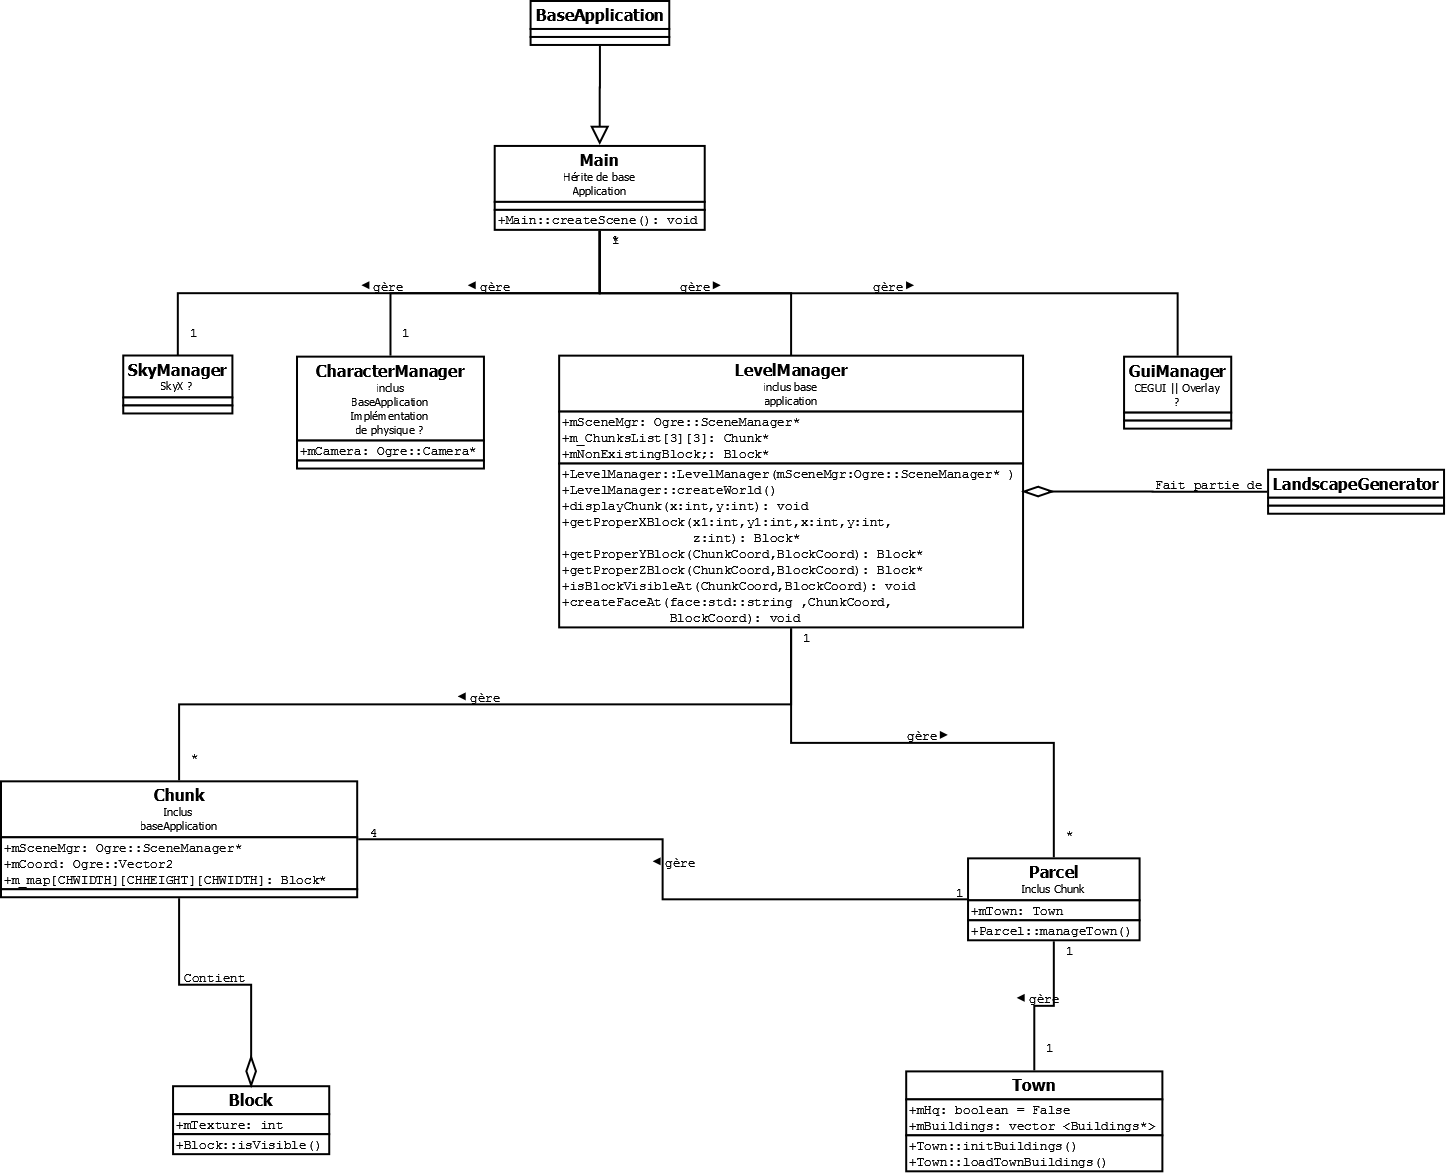 BaseApplication
Main
Hérite de base
Application
+Main::createScene(): void
gère
gère
gère
gère
1
1
SkyManager
SkyX ?
CharacterManager
inclus
BaseApplication
Implémentation
de physique ?
+mCamera: Ogre::Camera*
LevelManager
inclus base
application
+mSceneMgr: Ogre::SceneManager*
+m_ChunksList[3][3]: Chunk*
+mNonExistingBlock;: Block*
+LevelManager::LevelManager(mSceneMgr:Ogre::SceneManager* )
+LevelManager::createWorld()
+displayChunk(x:int,y:int): void
+getProperXBlock(x1:int,y1:int,x:int,y:int,
z:int): Block*
+getProperYBlock(ChunkCoord,BlockCoord): Block*
+getProperZBlock(ChunkCoord,BlockCoord): Block*
+isBlockVisibleAt(ChunkCoord,BlockCoord): void
+createFaceAt(face:std::string ,ChunkCoord,
BlockCoord): void
GuiManager
CEGUI || Overlay
?
Fait partie de
LandscapeGenerator
1
gère
gère
*
*
Chunk
Inclus
baseApplication
+mSceneMgr: Ogre::SceneManager*
+mCoord: Ogre::Vector2
+m_map[CHWIDTH][CHHEIGHT][CHWIDTH]: Block*
4
gère
1
Parcel
Inclus Chunk
+mTown: Town
+Parcel::manageTown()
1
gère
1
Contient
Block
+mTexture: int
+Block::isVisible()
Town
+mHq: boolean = False
+mBuildings: vector <Buildings*>
+Town::initBuildings()
+Town::loadTownBuildings()